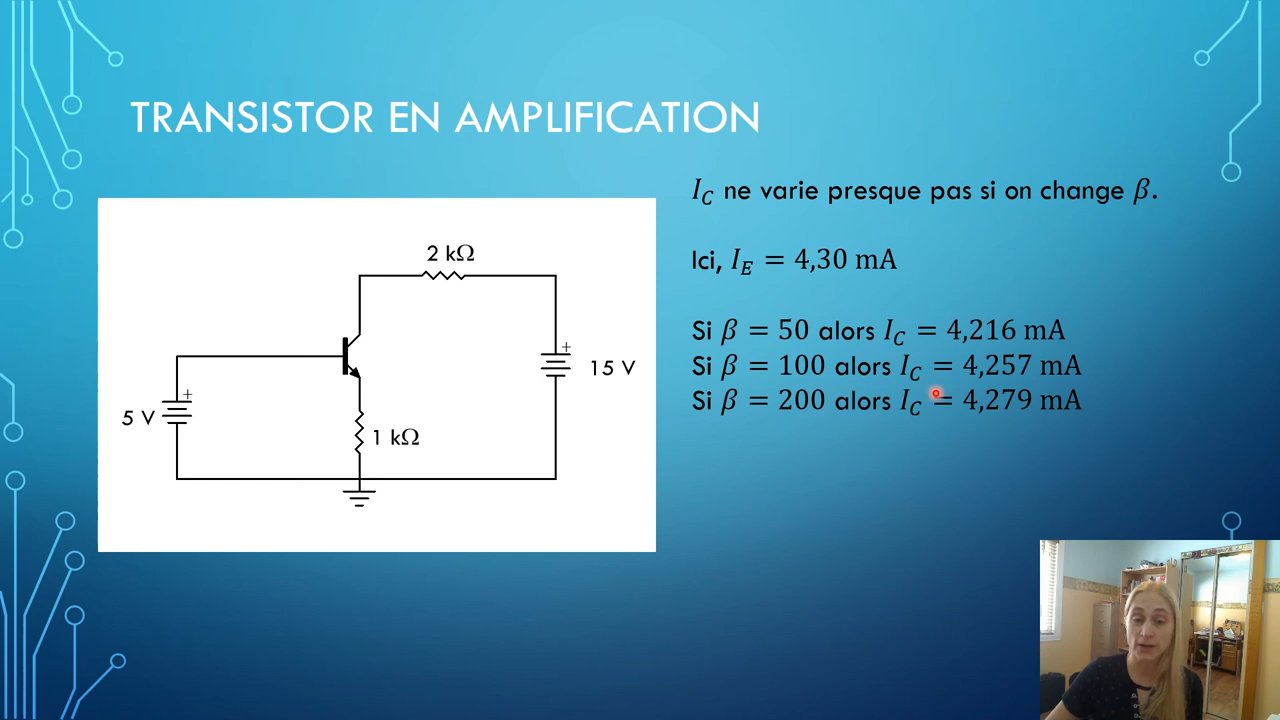 TRANSISTOR EN AMPLIFICATION
I_C ne varie presque pas si on change β.
Ici, I_E = 4,30 mA
Si β = 50 alors I_C = 4,216 mA
Si β = 100 alors I_C = 4,257 mA
Si β = 200 alors I_C = 4,279 mA
2 kΩ
+
15 V
+
5 V
1 kΩ